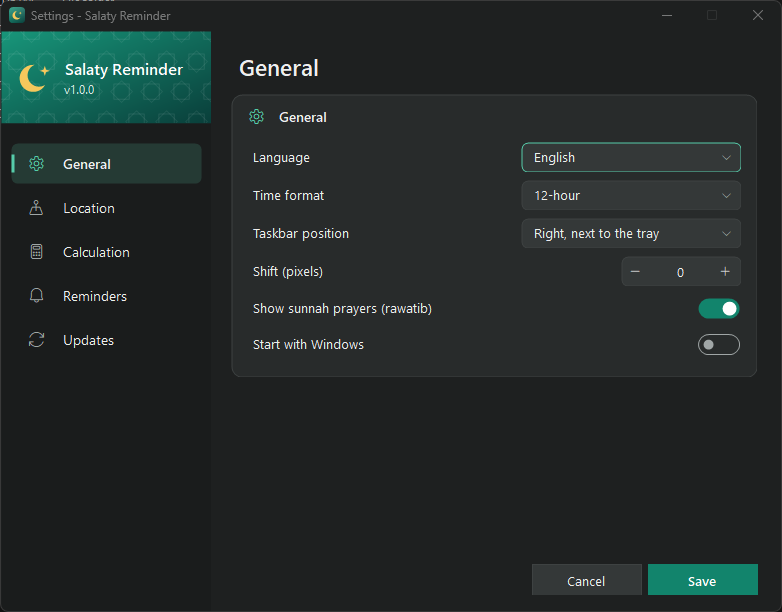 Settings - Salaty Reminder
Salaty Reminder
v1.0.0
General
Location
Calculation
Reminders
Updates
General
General
Language
English
Time format
12-hour
Taskbar position
Right, next to the tray
Shift (pixels)
− 0 +
Show sunnah prayers (rawatib)
Start with Windows
Cancel
Save